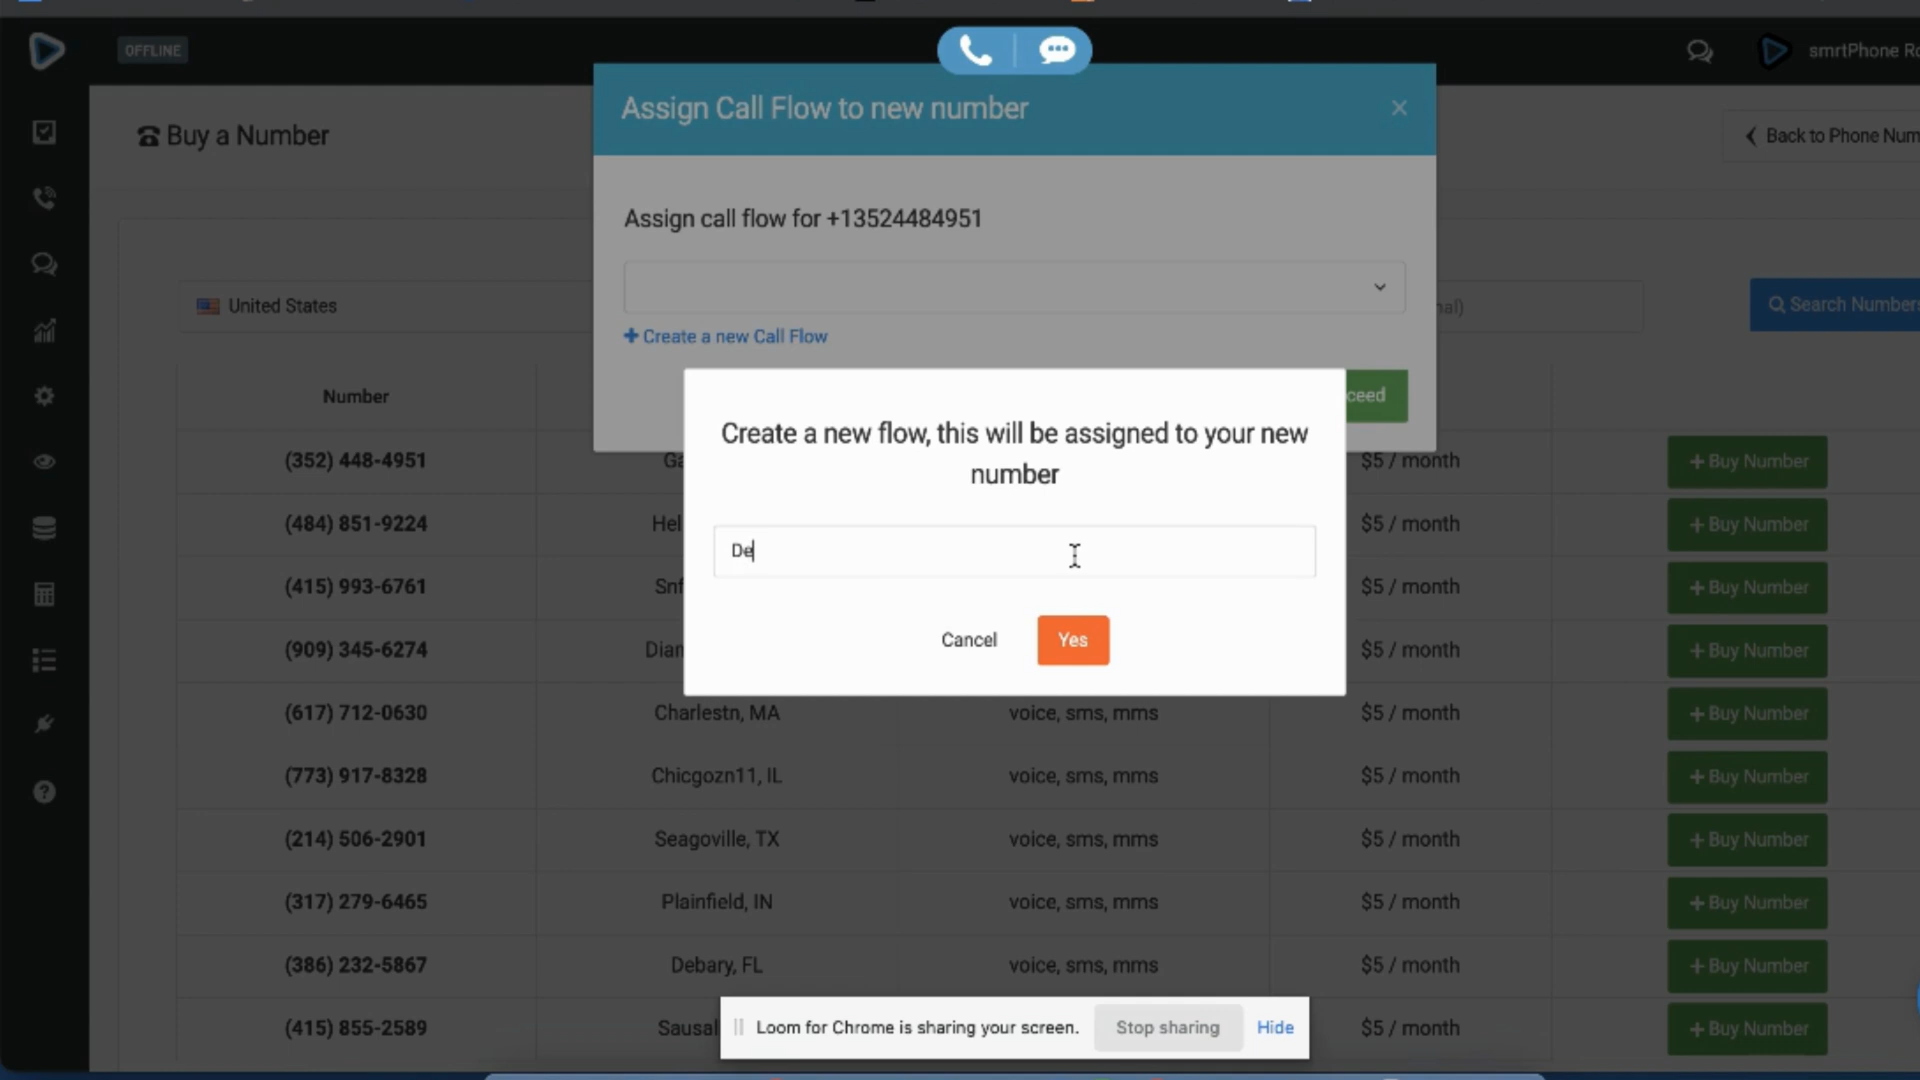 OFFLINE
smrtPhone
Assign Call Flow to new number
×
Buy a Number
Back to Phone
Assign call flow for +13524484951
United States
Search Numbers
+ Create a new Call Flow
Number
Create a new flow, this will be assigned to your new
number
(352) 448-4951
$5 / month
+ Buy Number
(484) 851-9224
$5 / month
+ Buy Number
De
(415) 993-6761
$5 / month
+ Buy Number
Cancel
Yes
(909) 345-6274
$5 / month
+ Buy Number
(617) 712-0630
Charlestn, MA
voice, sms, mms
$5 / month
+ Buy Number
(773) 917-8328
Chicgozn11, IL
voice, sms, mms
$5 / month
+ Buy Number
(214) 506-2901
Seagoville, TX
voice, sms, mms
$5 / month
+ Buy Number
(317) 279-6465
Plainfield, IN
voice, sms, mms
$5 / month
+ Buy Number
(386) 232-5867
Debary, FL
voice, sms, mms
$5 / month
+ Buy Number
(415) 855-2589
$5 / month
+ Buy Number
Loom for Chrome is sharing your screen.
Stop sharing
Hide